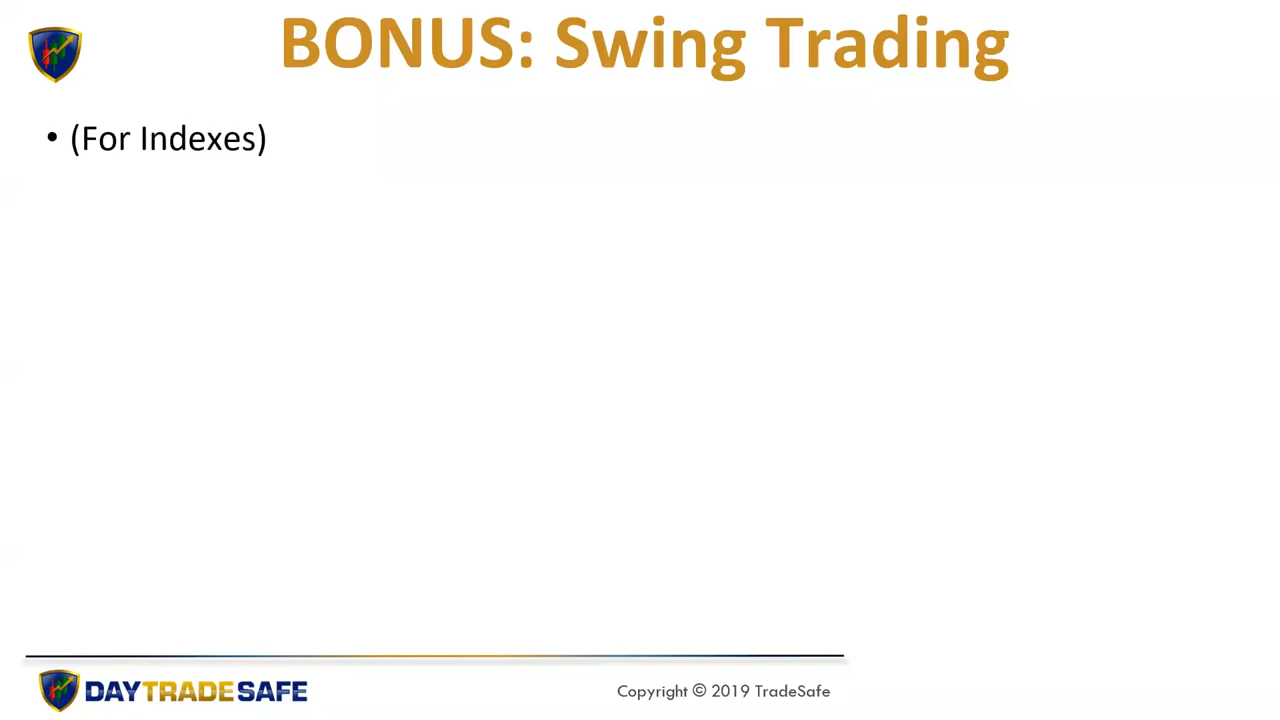 BONUS: Swing Trading
• (For Indexes)
DAYTRADESAFE
Copyright © 2019 TradeSafe